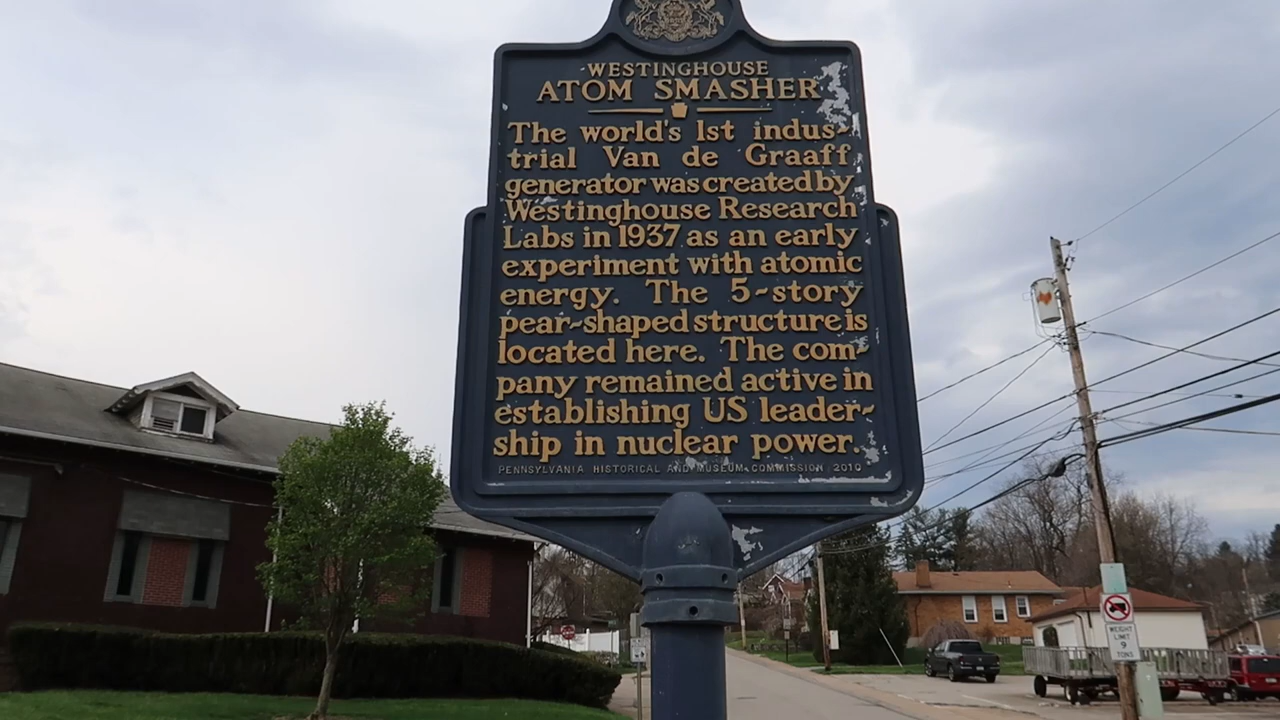 WESTINGHOUSE
ATOM SMASHER
The world's 1st indus-
trial Van de Graaff
generator was created by
Westinghouse Research
Labs in 1937 as an early
experiment with atomic
energy. The 5-story
pear-shaped structure is
located here. The com-
pany remained active in
establishing US leader-
ship in nuclear power.
PENNSYLVANIA HISTORICAL AND MUSEUM COMMISSION 2010
WEIGHT
LIMIT
9
TONS